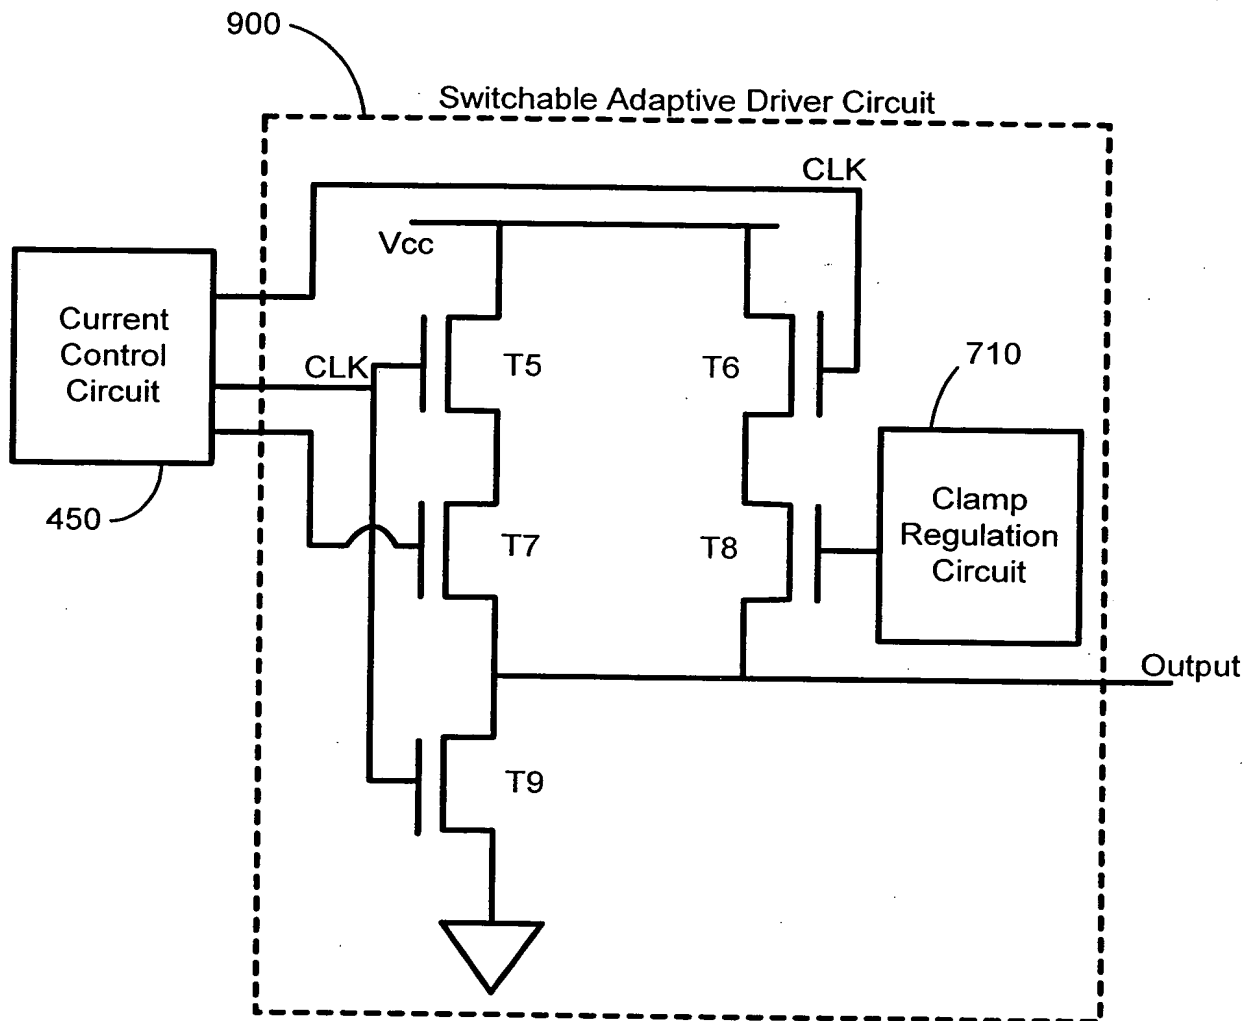 900
Switchable Adaptive Driver Circuit
CLK
Vcc
Current
Control
Circuit
CLK
T5
T6
710
450
T7
T8
Clamp
Regulation
Circuit
Output
T9